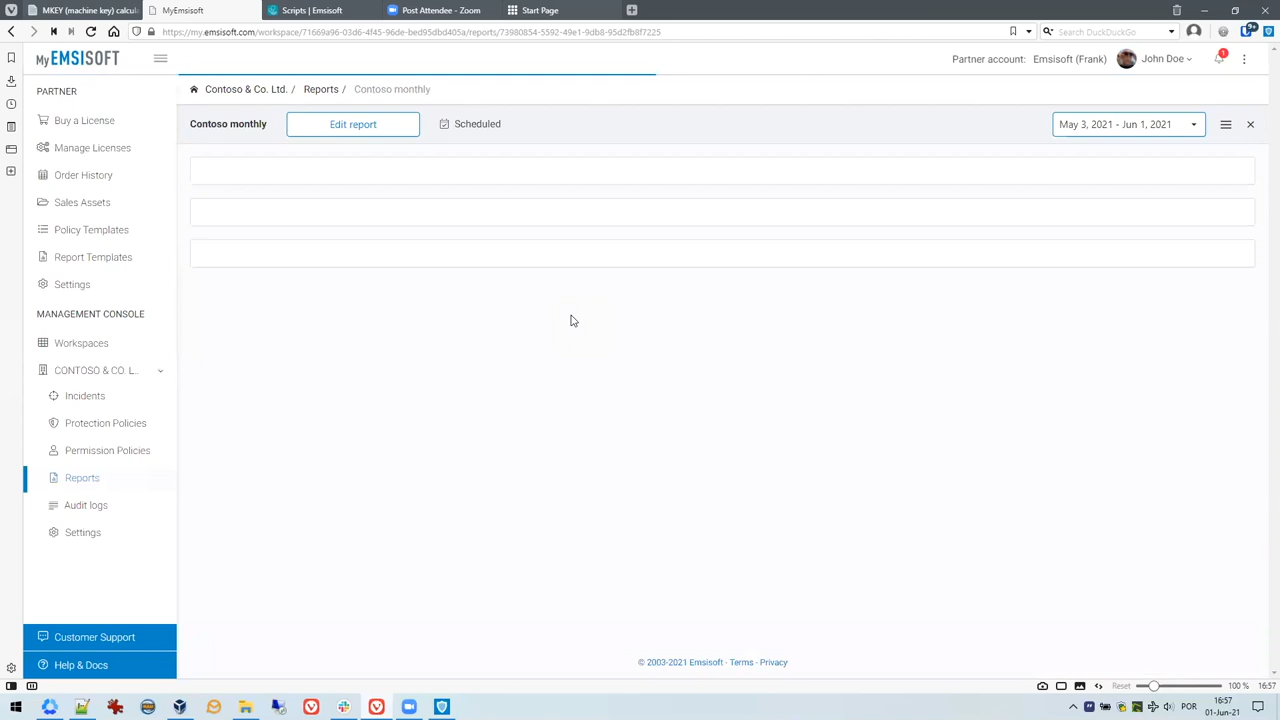 MKEY (machine key) calcula
MyEmsisoft
Scripts | Emsisoft
Post Attendee - Zoom
Start Page
https://my.emsisoft.com/workspace/71669a96-03d6-4f45-96de-bed95dbd405a/reports/73980854-5592-49e1-9db8-95d2fb8f7225
Search DuckDuckGo
9+
My EMSISOFT
Partner account: Emsisoft (Frank)
John Doe
1
PARTNER
Buy a License
Manage Licenses
Order History
Sales Assets
Policy Templates
Report Templates
Settings
MANAGEMENT CONSOLE
Workspaces
CONTOSO & CO. L..
Incidents
Protection Policies
Permission Policies
Reports
Audit logs
Settings
Customer Support
Help & Docs
Contoso & Co. Ltd. / Reports / Contoso monthly
Contoso monthly
Edit report
Scheduled
May 3, 2021 - Jun 1, 2021
© 2003-2021 Emsisoft · Terms · Privacy
Reset
100 %
16:57
POR
16:57
01-Jun-21